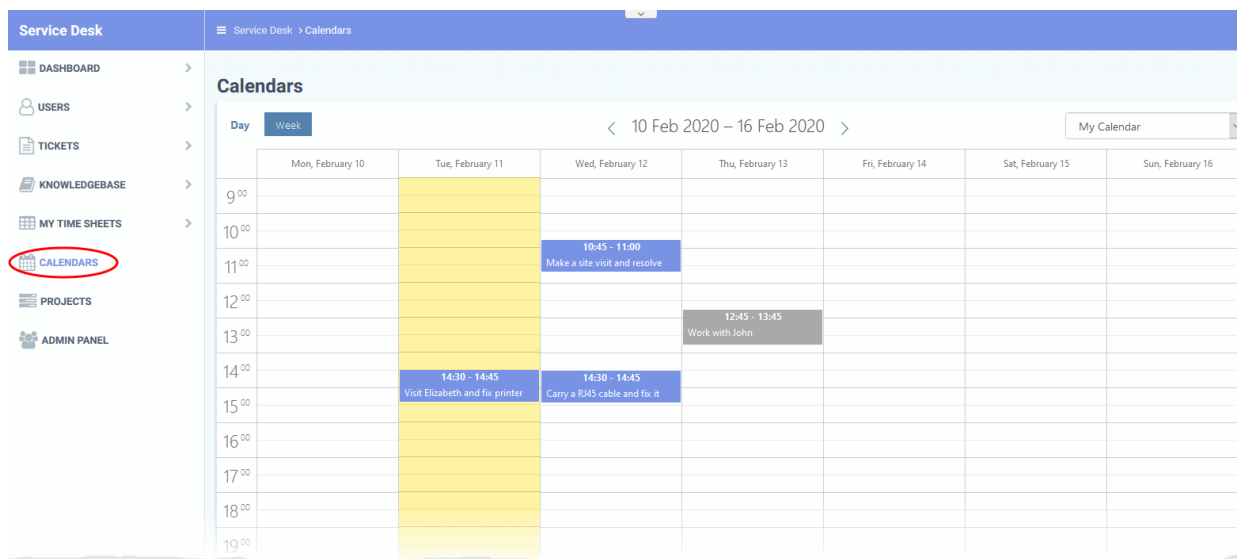 Service Desk
Service Desk > Calendars
DASHBOARD
USERS
TICKETS
KNOWLEDGEBASE
MY TIME SHEETS
CALENDARS
PROJECTS
ADMIN PANEL
Calendars
Day Week
10 Feb 2020 – 16 Feb 2020
My Calendar
Mon, February 10 Tue, February 11 Wed, February 12 Thu, February 13 Fri, February 14 Sat, February 15 Sun, February 16
9 00
10 00
10:45 - 11:00
Make a site visit and resolve
11 00
12 00
12:45 - 13:45
Work with John
13 00
14 00
14:30 - 14:45 14:30 - 14:45
Visit Elizabeth and fix printer Carry a RJ45 cable and fix it
15 00
16 00
17 00
18 00
19 00